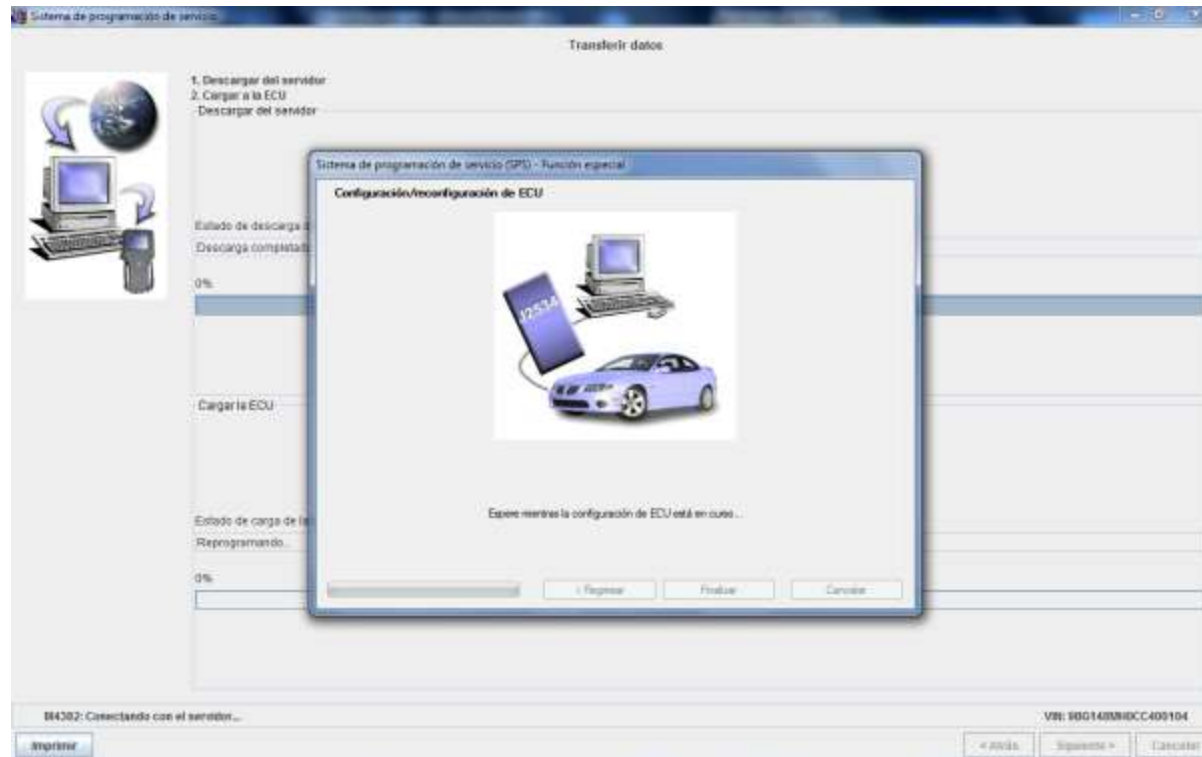 Sistema de programación de servicio
Transferir datos
1. Descargar del servidor
2. Cargar a la ECU
Descargar del servidor
Sistema de programación de servicio (SPS) - Función especial
Configuración/reconfiguración de ECU
J2534
Estado de descarga
Descarga completada
0%
Cargar la ECU
Espere mientras la configuración de ECU está en curso...
Estado de carga de la
Reprogramando..
0%
< Regresar
Finalizar
Cancelar
Conectando con el servidor...
VIN:
Imprimir
< Atrás
Siguiente >
Cancelar